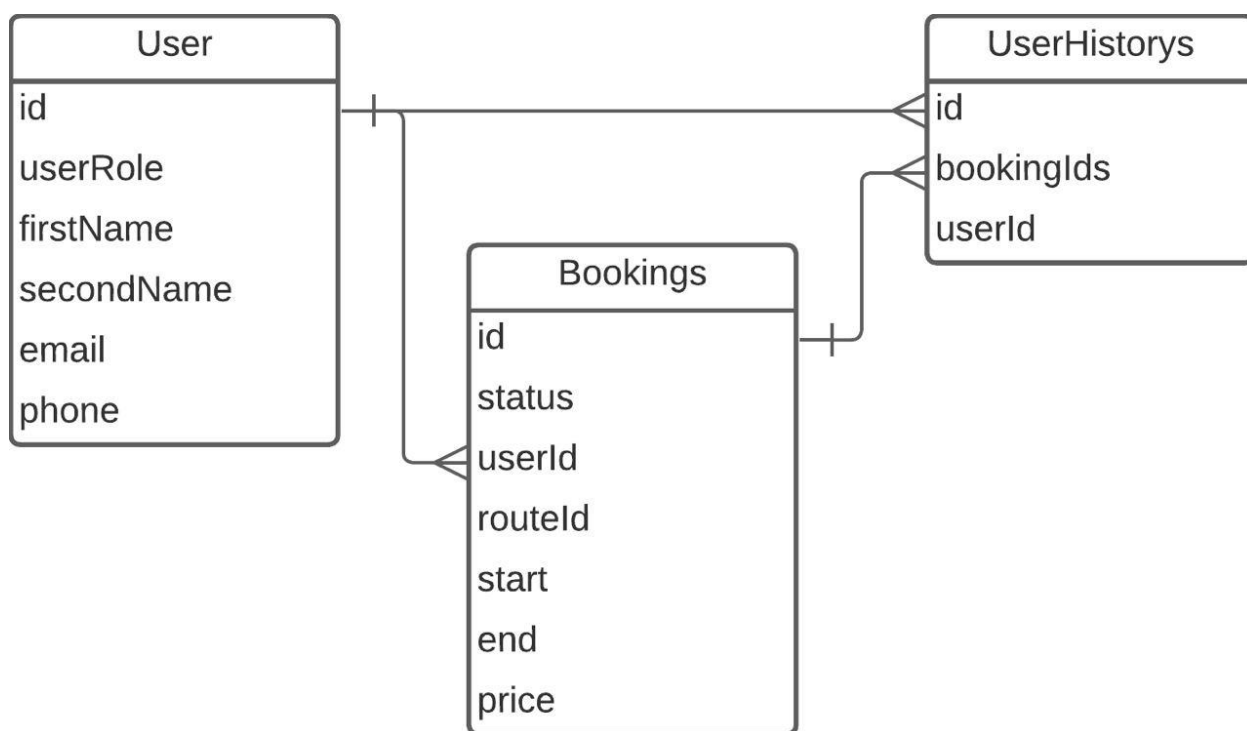 User
id
userRole
firstName
secondName
email
phone
Bookings
id
status
userId
routeId
start
end
price
UserHistorys
id
bookingIds
userId